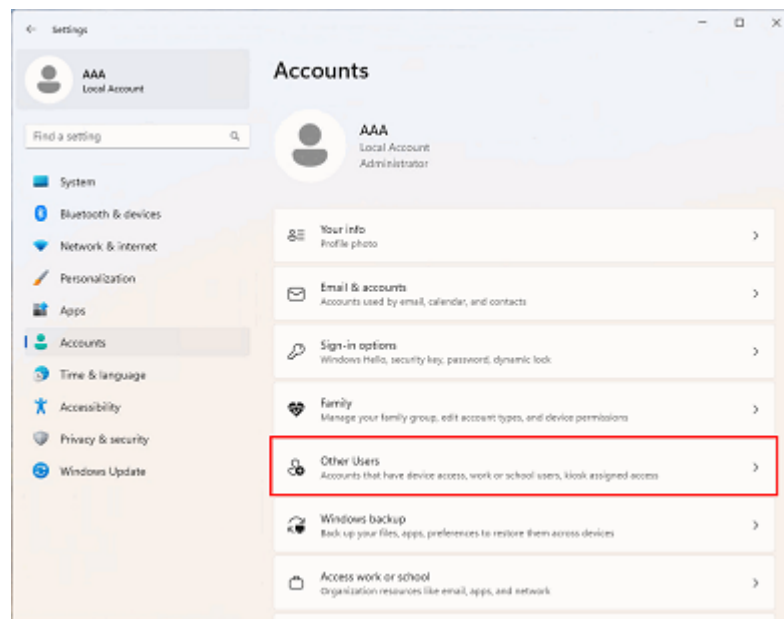 Settings
AAA
Local Account
Find a setting
System
Bluetooth & devices
Network & internet
Personalization
Apps
Accounts
Time & language
Accessibility
Privacy & security
Windows Update
Accounts
AAA
Local Account
Administrator
Your info
Profile photo
Email & accounts
Accounts used by email, calendar, and contacts
Sign-in options
Windows Hello, security key, password, dynamic lock
Family
Manage your family group, edit account types, and device permissions
Other Users
Accounts that have device access, work or school users, kiosk assigned access
Windows backup
Back up your files, apps, preferences to restore them across devices
Access work or school
Organization resources like email, apps, and network